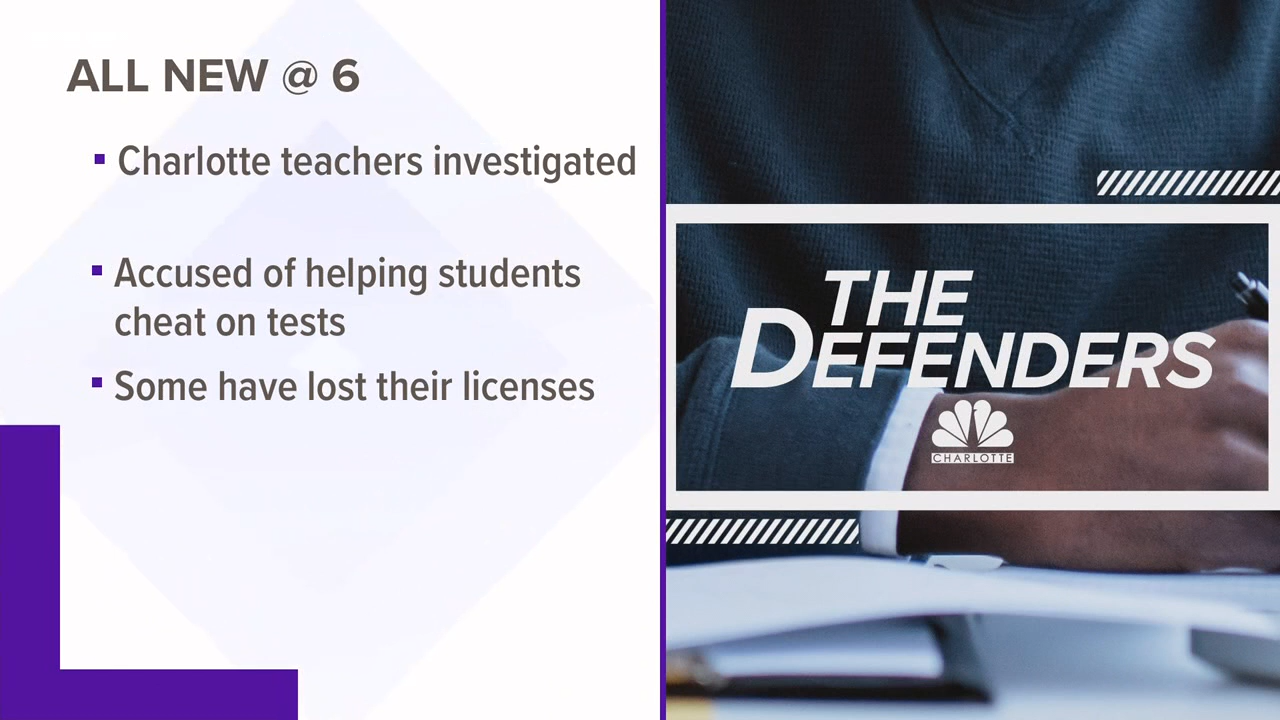 ALL NEW @ 6
▪ Charlotte teachers investigated
▪ Accused of helping students
cheat on tests
▪ Some have lost their licenses
THE
DEFENDERS
CHARLOTTE